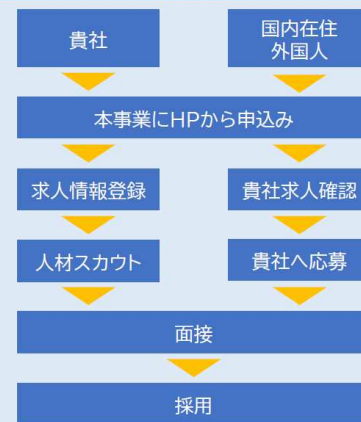 貴社
国内在住
外国人
本事業にHPから申込み
求人情報登録
貴社求人確認
人材スカウト
貴社へ応募
面接
採用